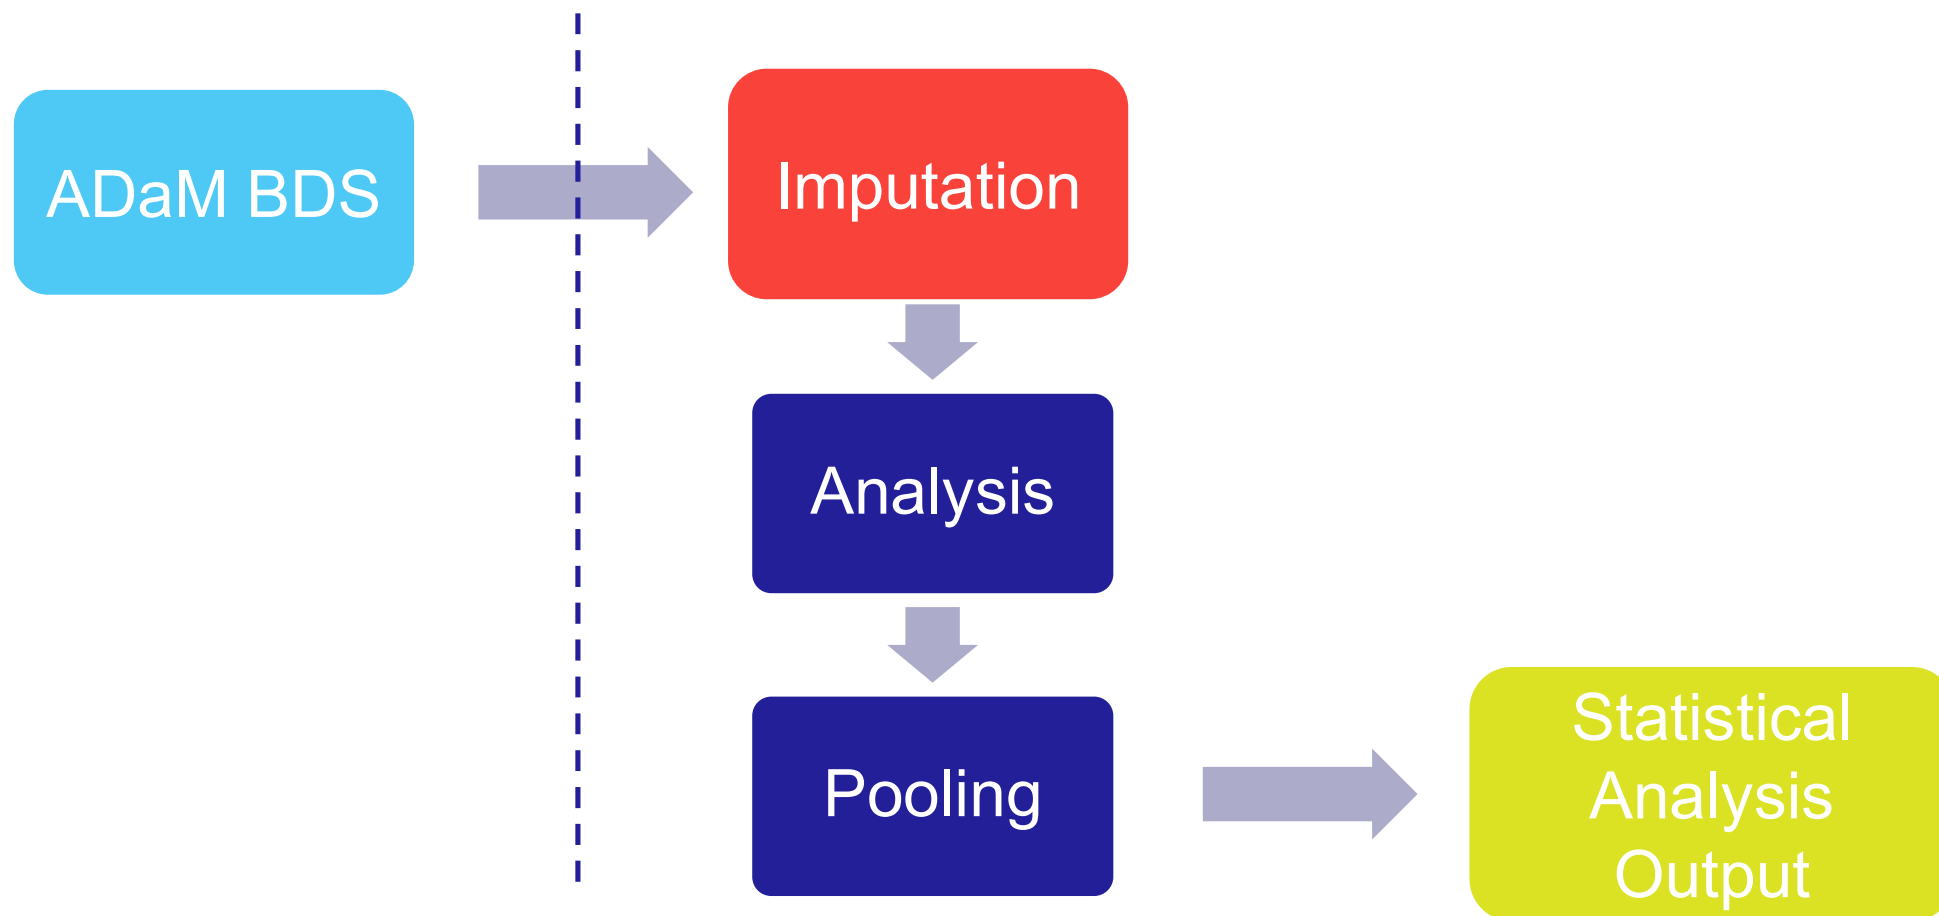 ADaM BDS
Imputation
Analysis
Pooling
Statistical
Analysis
Output